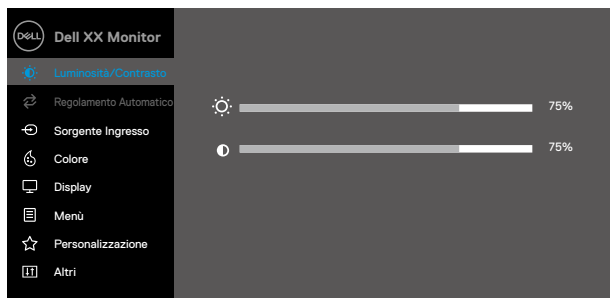 DELL
Dell XX Monitor
Luminosità/Contrasto
Regolamento Automatico
75%
Sorgente Ingresso
75%
Colore
Display
Menù
Personalizzazione
Altri